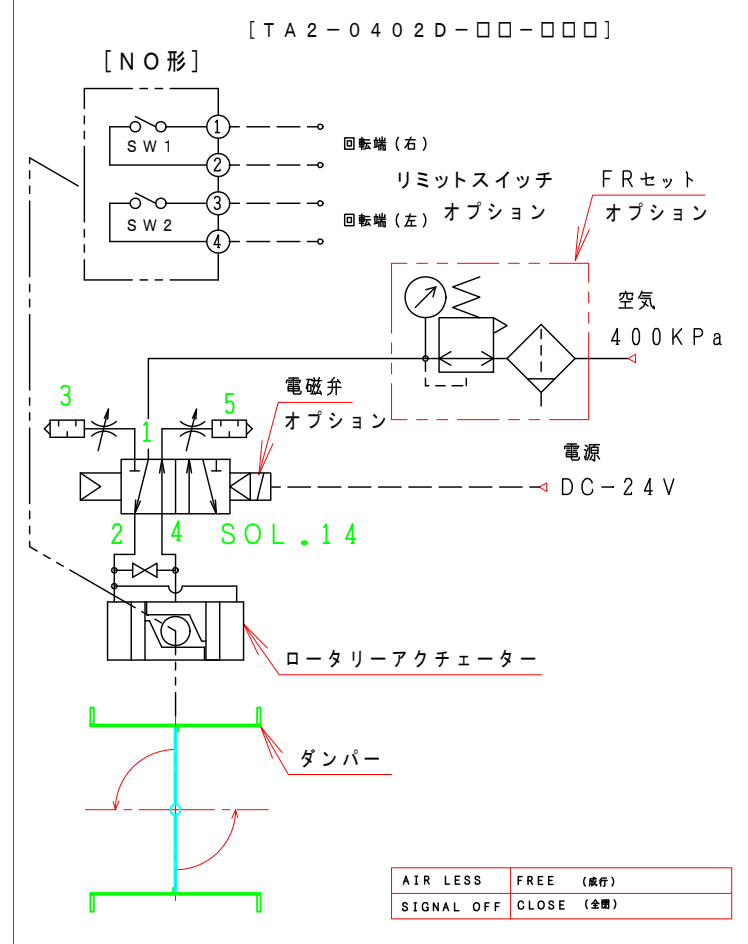 [TA2-0402D-□□-□□□]
[NO形]
1
SW1
2
回転端(右)
3
SW2
4
回転端(左)
リミットスイッチ
オプション
FRセット
オプション
空気
400KPa
3
1
5
電磁弁
オプション
電源
DC-24V
2
4
SOL.14
ロータリーアクチェーター
ダンパー
AIR LESS FREE (成行)
SIGNAL OFF CLOSE (全閉)